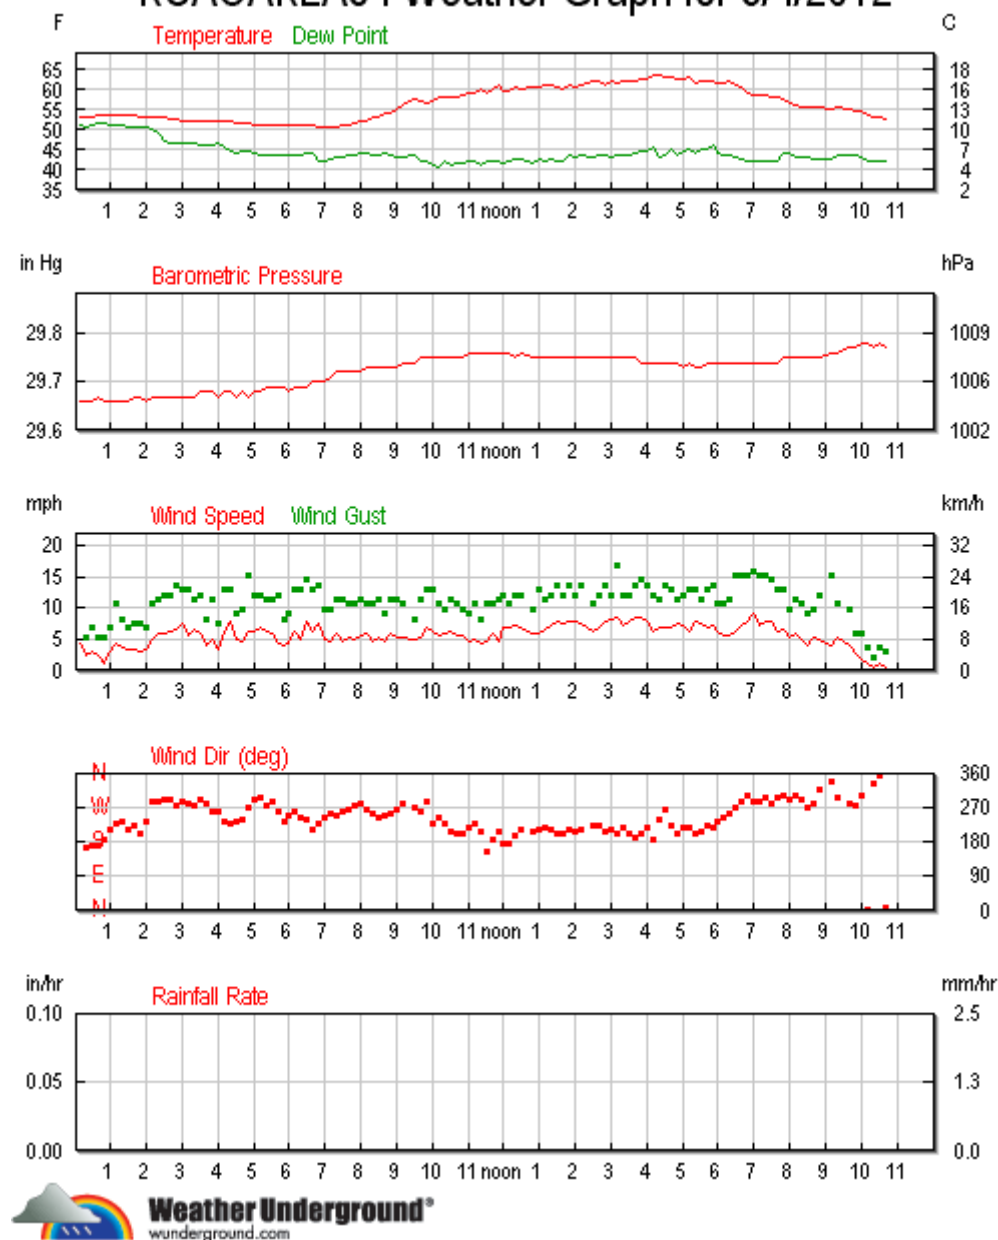 Weather Graph for
F Temperature Dew Point C
65 18
60 16
55 13
50 10
45 7
40 4
35 2
1 2 3 4 5 6 7 8 9 10 11 noon 1 2 3 4 5 6 7 8 9 10 11
in Hg Barometric Pressure hPa
29.8 1009
29.7 1006
29.6 1002
1 2 3 4 5 6 7 8 9 10 11 noon 1 2 3 4 5 6 7 8 9 10 11
mph Wind Speed Wind Gust km/h
20 32
15 24
10 16
5 8
0 0
1 2 3 4 5 6 7 8 9 10 11 noon 1 2 3 4 5 6 7 8 9 10 11
Wind Dir (deg)
N 360
W 270
S 180
E 90
N 0
1 2 3 4 5 6 7 8 9 10 11 noon 1 2 3 4 5 6 7 8 9 10 11
in/hr Rainfall Rate mm/hr
0.10 2.5
0.05 1.3
0.00 0.0
1 2 3 4 5 6 7 8 9 10 11 noon 1 2 3 4 5 6 7 8 9 10 11
Weather Underground®
wunderground.com